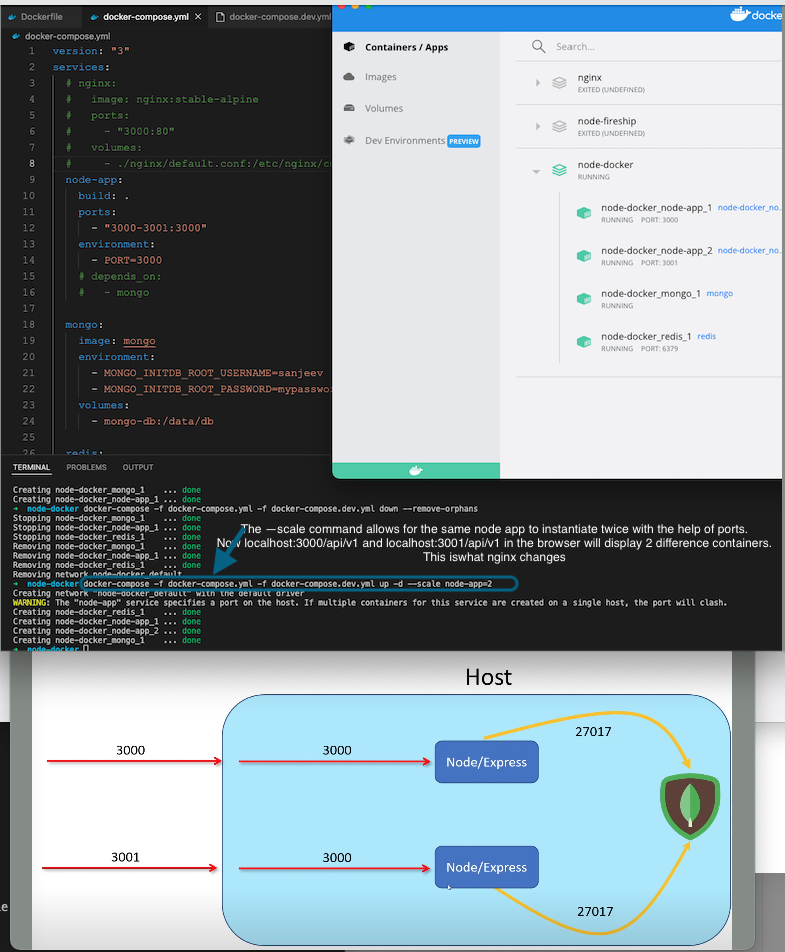 Dockerfile
docker-compose.yml ×
docker-compose.dev.yml
docker-compose.yml
1 version: "3"
2 services:
3 # nginx:
4 #   image: nginx:stable-alpine
5 #   ports:
6 #     - "3000:80"
7 #   volumes:
8 #     - ./nginx/default.conf:/etc/nginx/co
9 node-app:
10 build: .
11 ports:
12 - "3000-3001:3000"
13 environment:
14 - PORT=3000
15 # depends_on:
16 #   - mongo
17
18 mongo:
19 image: mongo
20 environment:
21 - MONGO_INITDB_ROOT_USERNAME=sanjeev
22 - MONGO_INITDB_ROOT_PASSWORD=mypasswo
23 volumes:
24 - mongo-db:/data/db
25
26 redis:
docker
Containers / Apps
Images
Volumes
Dev Environments PREVIEW
Search...
nginx
EXITED (UNDEFINED)
node-fireship
EXITED (UNDEFINED)
node-docker
RUNNING
node-docker_node-app_1 node-docker_no...
RUNNING PORT: 3000
node-docker_node-app_2 node-docker_no...
RUNNING PORT: 3001
node-docker_mongo_1 mongo
RUNNING
node-docker_redis_1 redis
RUNNING PORT: 6379
TERMINAL PROBLEMS OUTPUT
Creating node-docker_mongo_1 ... done
Creating node-docker_node-app_1 ... done
→ node-docker docker-compose -f docker-compose.yml -f docker-compose.dev.yml down --remove-orphans
Stopping node-docker_mongo_1 ... done
Stopping node-docker_node-app_1 ... done
Stopping node-docker_redis_1 ... done
Removing node-docker_mongo_1 ... done
Removing node-docker_node-app_1 ... done
Removing node-docker_redis_1 ... done
Removing network node-docker_default
The —scale command allows for the same node app to instantiate twice with the help of ports.
Now localhost:3000/api/v1 and localhost:3001/api/v1 in the browser will display 2 difference containers.
This iswhat nginx changes
→ node-docker docker-compose -f docker-compose.yml -f docker-compose.dev.yml up -d --scale node-app=2
Creating network "node-docker_default" with the default driver
WARNING: The "node-app" service specifies a port on the host. If multiple containers for this service are created on a single host, the port will clash.
Creating node-docker_redis_1 ... done
Creating node-docker_node-app_1 ... done
Creating node-docker_node-app_2 ... done
Creating node-docker_mongo_1 ... done
→ node-docker
Host
27017
3000
3000
Node/Express
3001
3000
Node/Express
27017